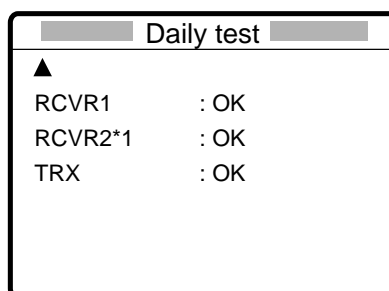 Daily test
▲
RCVR1 : OK
RCVR2*1 : OK
TRX : OK